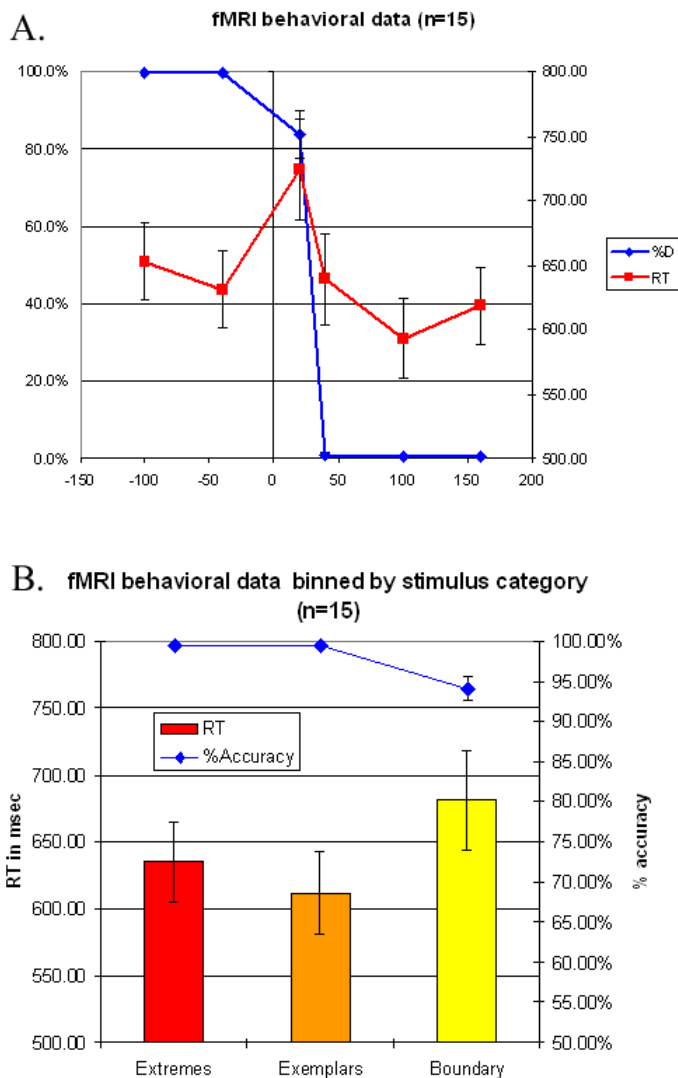 A.
fMRI behavioral data (n=15)
100.0%
80.0%
60.0%
40.0%
20.0%
0.0%
800.00
750.00
700.00
650.00
600.00
550.00
500.00
-150 -100 -50 0 50 100 150 200
%D
RT
B. fMRI behavioral data binned by stimulus category
(n=15)
800.00
750.00
700.00
650.00
600.00
550.00
500.00
RT in msec
RT
%Accuracy
100.00%
95.00%
90.00%
85.00%
80.00%
75.00%
70.00%
65.00%
60.00%
55.00%
50.00%
% accuracy
Extremes Exemplars Boundary